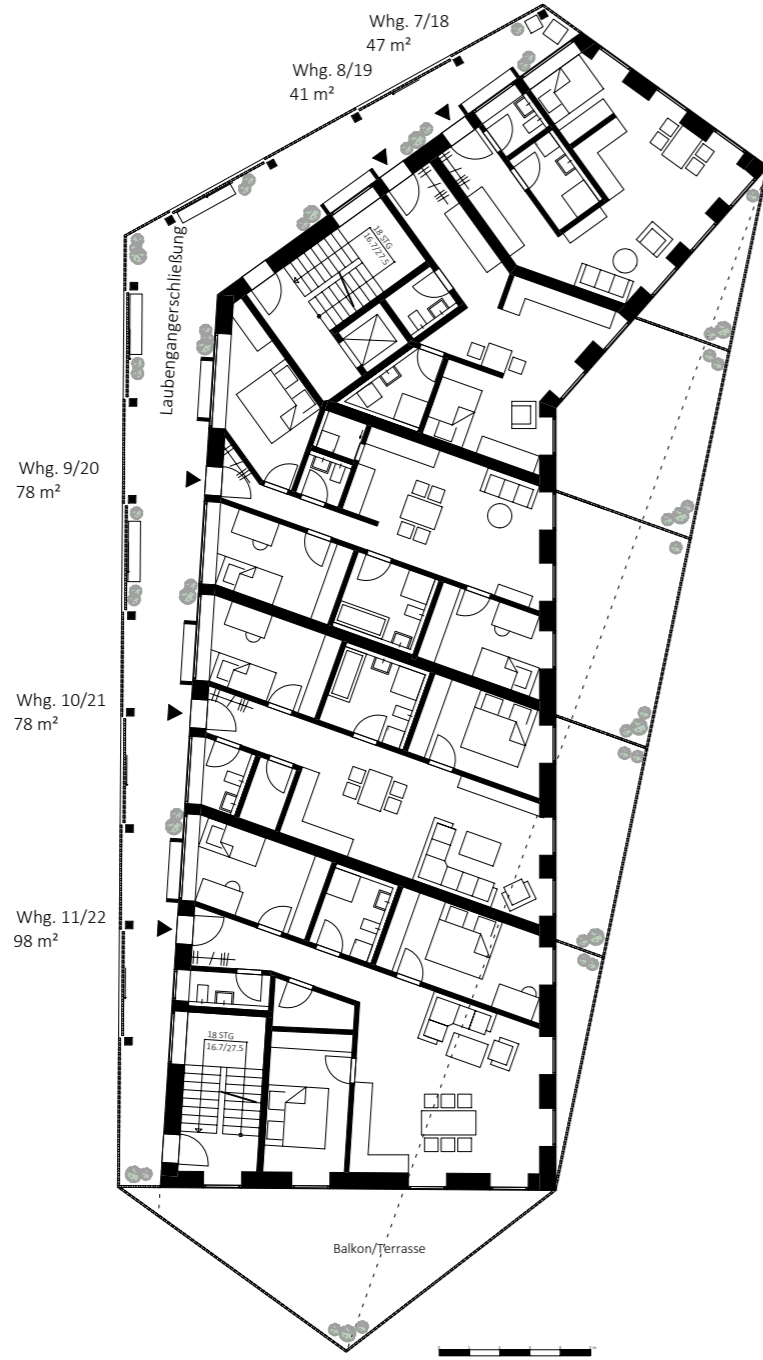 Whg. 7/18
47 m²
Whg. 8/19
41 m²
18 STG
16.7/27.5
Laubengangerschließung
Whg. 9/20
78 m²
Whg. 10/21
78 m²
Whg. 11/22
98 m²
18 STG
16.7/27.5
Balkon/Terrasse